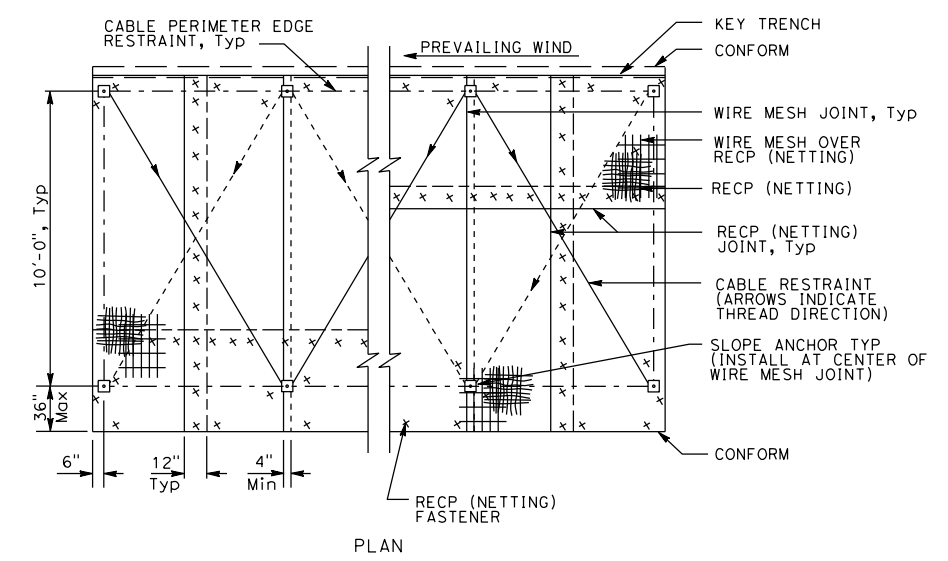 CABLE PERIMETER EDGE
RESTRAINT, Typ
PREVAILING WIND
KEY TRENCH
CONFORM
WIRE MESH JOINT, Typ
WIRE MESH OVER
RECP (NETTING)
RECP (NETTING)
RECP (NETTING)
JOINT, Typ
CABLE RESTRAINT
(ARROWS INDICATE
THREAD DIRECTION)
SLOPE ANCHOR TYP
(INSTALL AT CENTER OF
WIRE MESH JOINT)
CONFORM
10'-0", Typ
36"
Max
6"
12"
Typ
4"
Min
RECP (NETTING)
FASTENER
PLAN